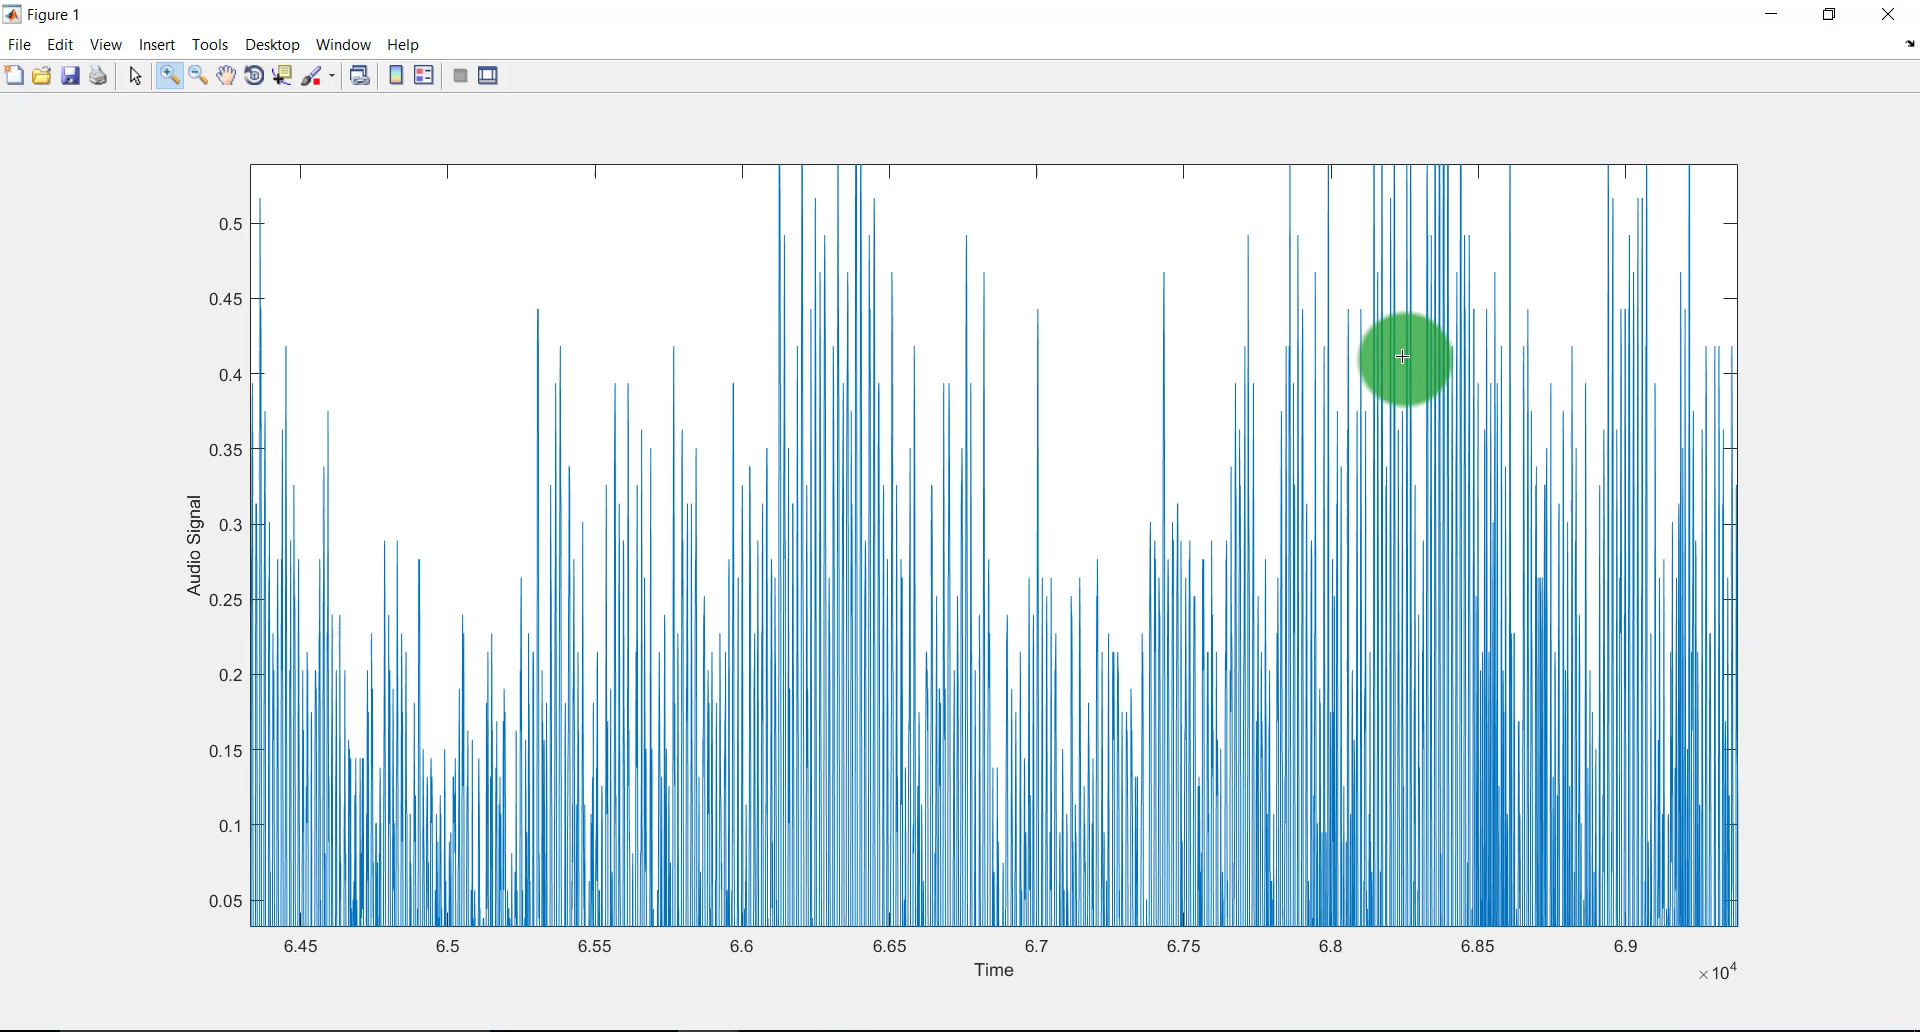 Figure 1
File Edit View Insert Tools Desktop Window Help
0.5
0.45
0.4
0.35
0.3
0.25
0.2
0.15
0.1
0.05
Audio Signal
6.45 6.5 6.55 6.6 6.65 6.7 6.75 6.8 6.85 6.9
Time
×10⁴